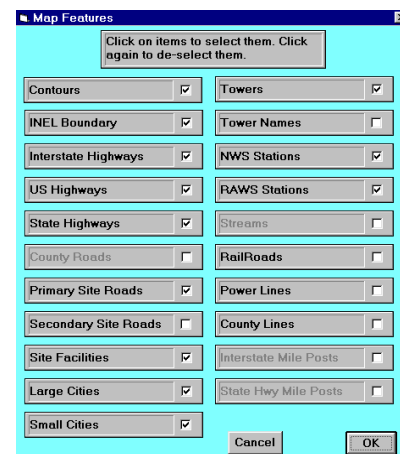 Map Features
Click on items to select them. Click
again to de-select them.
Contours
INEL Boundary
Interstate Highways
US Highways
State Highways
County Roads
Primary Site Roads
Secondary Site Roads
Site Facilities
Large Cities
Small Cities
Towers
Tower Names
NWS Stations
RAWS Stations
Streams
RailRoads
Power Lines
County Lines
Interstate Mile Posts
State Hwy Mile Posts
Cancel
OK